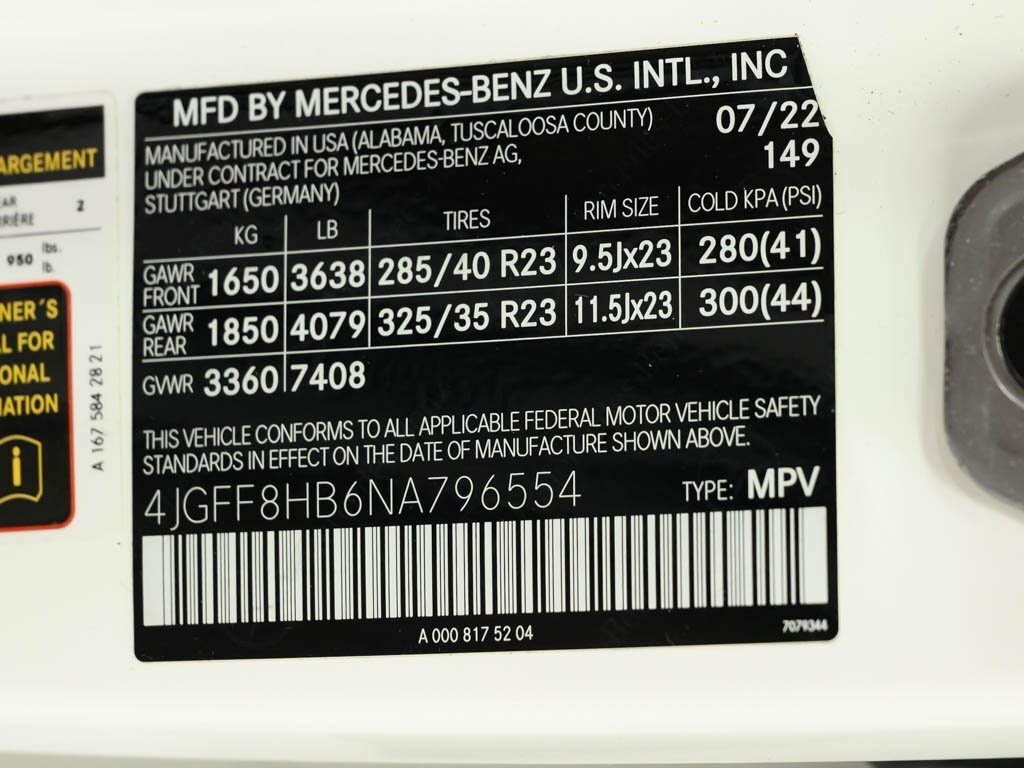 MFD BY MERCEDES-BENZ U.S. INTL., INC
MANUFACTURED IN USA (ALABAMA, TUSCALOOSA COUNTY)
UNDER CONTRACT FOR MERCEDES-BENZ AG,
STUTTGART (GERMANY)
07/22
149
KG LB TIRES RIM SIZE COLD KPA (PSI)
GAWR FRONT 1650 3638 285/40 R23 9.5Jx23 280(41)
GAWR REAR 1850 4079 325/35 R23 11.5Jx23 300(44)
GVWR 3360 7408
THIS VEHICLE CONFORMS TO ALL APPLICABLE FEDERAL MOTOR VEHICLE SAFETY
STANDARDS IN EFFECT ON THE DATE OF MANUFACTURE SHOWN ABOVE.
4JGFF8HB6NA796554 TYPE: MPV
A 000 817 52 04
7079344
ARGEMENT
2
950 lbs.
lb.
NER´S
L FOR
ONAL
ATION
i
A 167 584 28 21